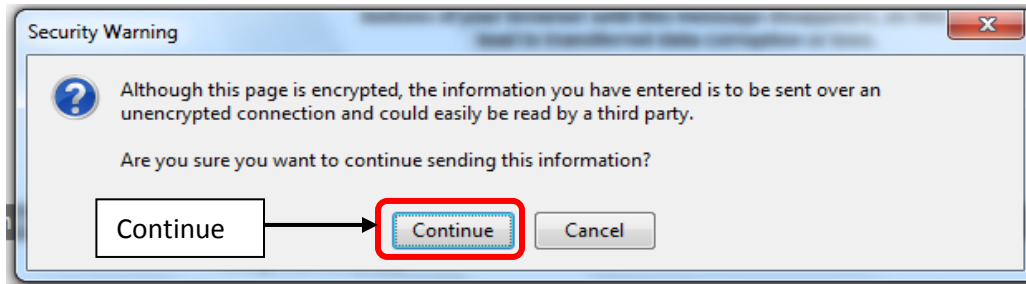 Security Warning
Although this page is encrypted, the information you have entered is to be sent over an
unencrypted connection and could easily be read by a third party.
Are you sure you want to continue sending this information?
Continue
Continue Cancel